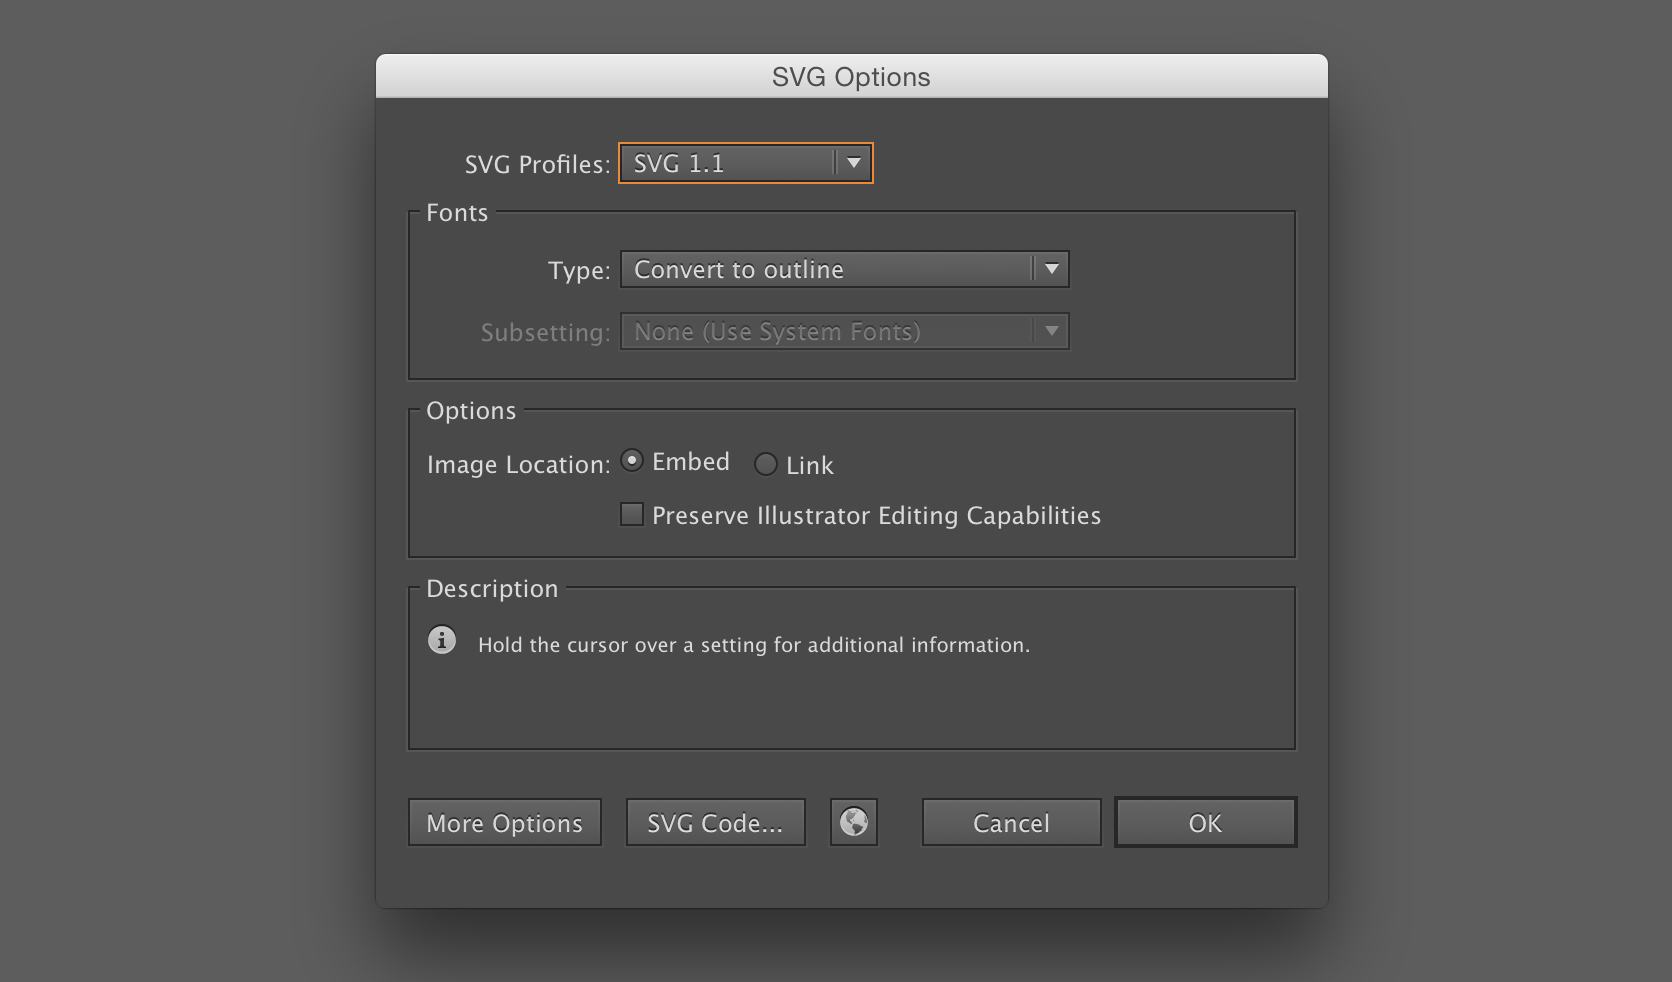 SVG Options
SVG Profiles: SVG 1.1
Fonts
Type: Convert to outline
Subsetting: None (Use System Fonts)
Options
Image Location: Embed Link
Preserve Illustrator Editing Capabilities
Description
Hold the cursor over a setting for additional information.
More Options SVG Code... Cancel OK